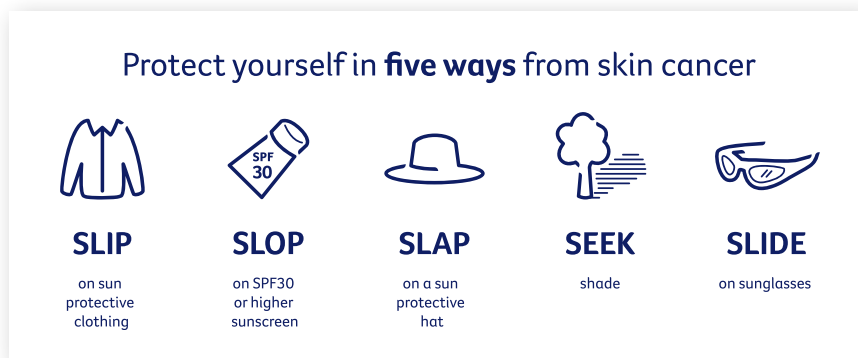 Protect yourself in five ways from skin cancer
SPF
30
SLIP
on sun
protective
clothing
SLOP
on SPF30
or higher
sunscreen
SLAP
on a sun
protective
hat
SEEK
shade
SLIDE
on sunglasses